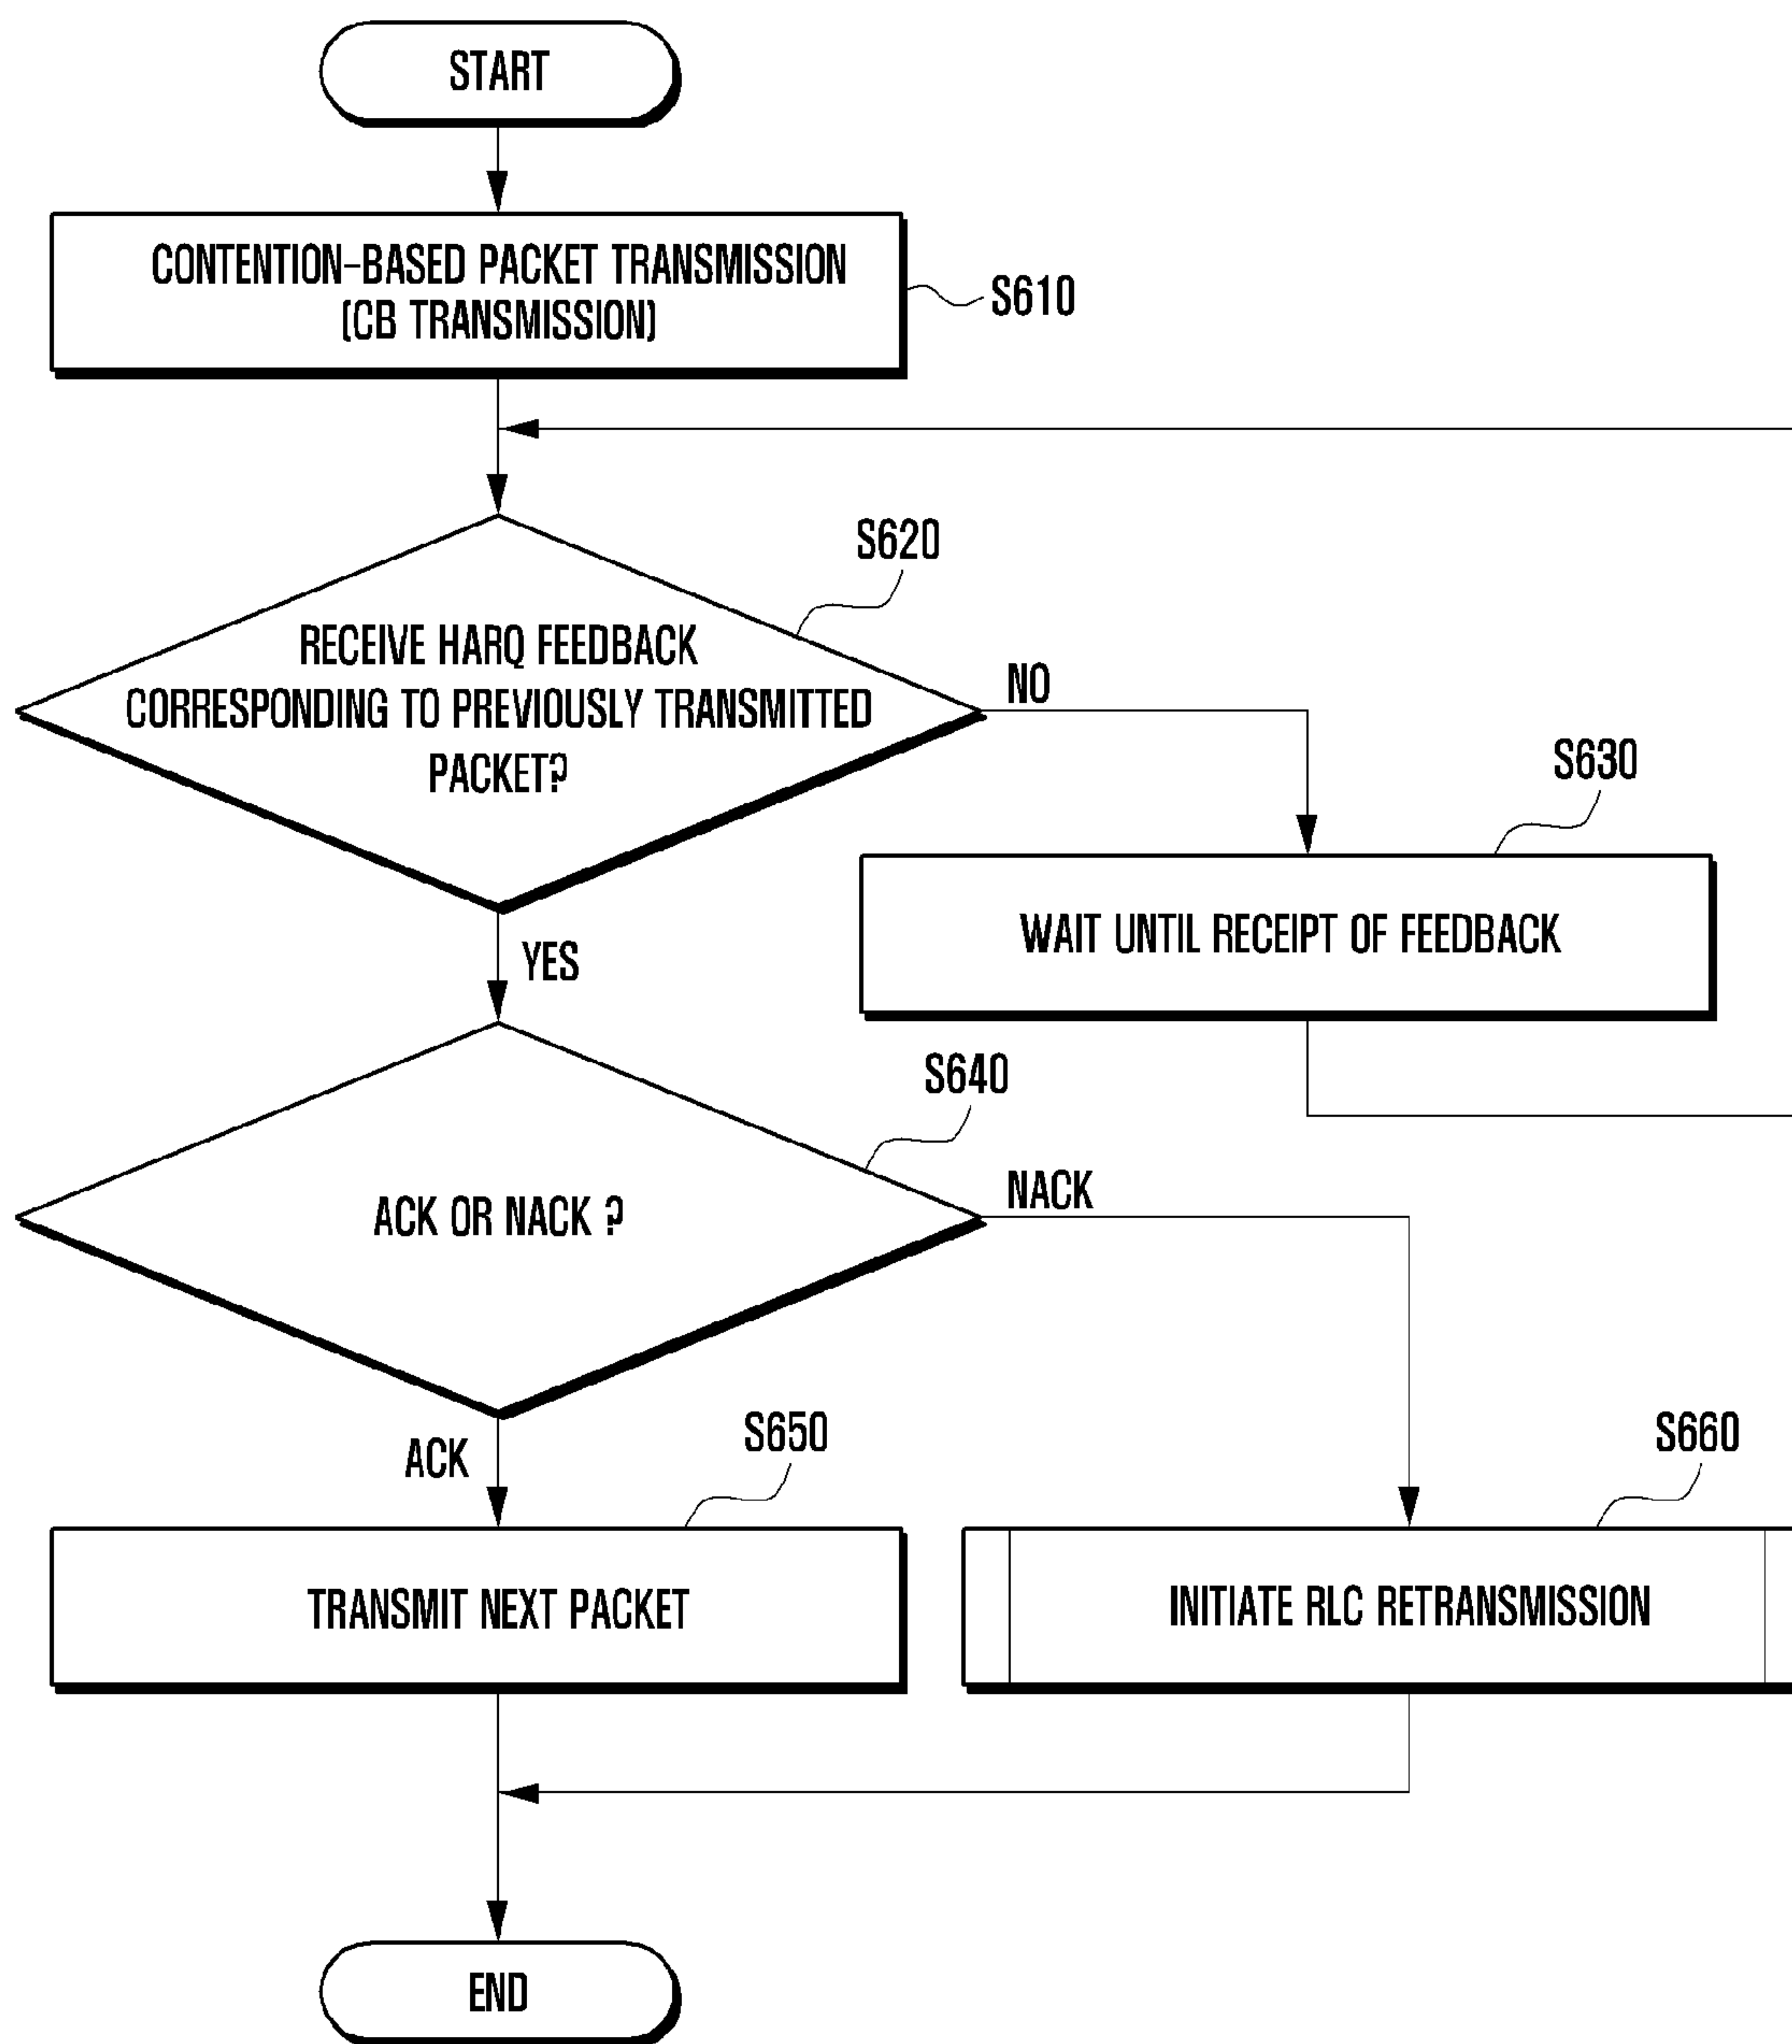 START
CONTENTION-BASED PACKET TRANSMISSION
(CB TRANSMISSION)
S610
S620
RECEIVE HARQ FEEDBACK
CORRESPONDING TO PREVIOUSLY TRANSMITTED
PACKET?
NO
S630
WAIT UNTIL RECEIPT OF FEEDBACK
YES
S640
ACK OR NACK ?
NACK
ACK
S650
S660
TRANSMIT NEXT PACKET
INITIATE RLC RETRANSMISSION
END